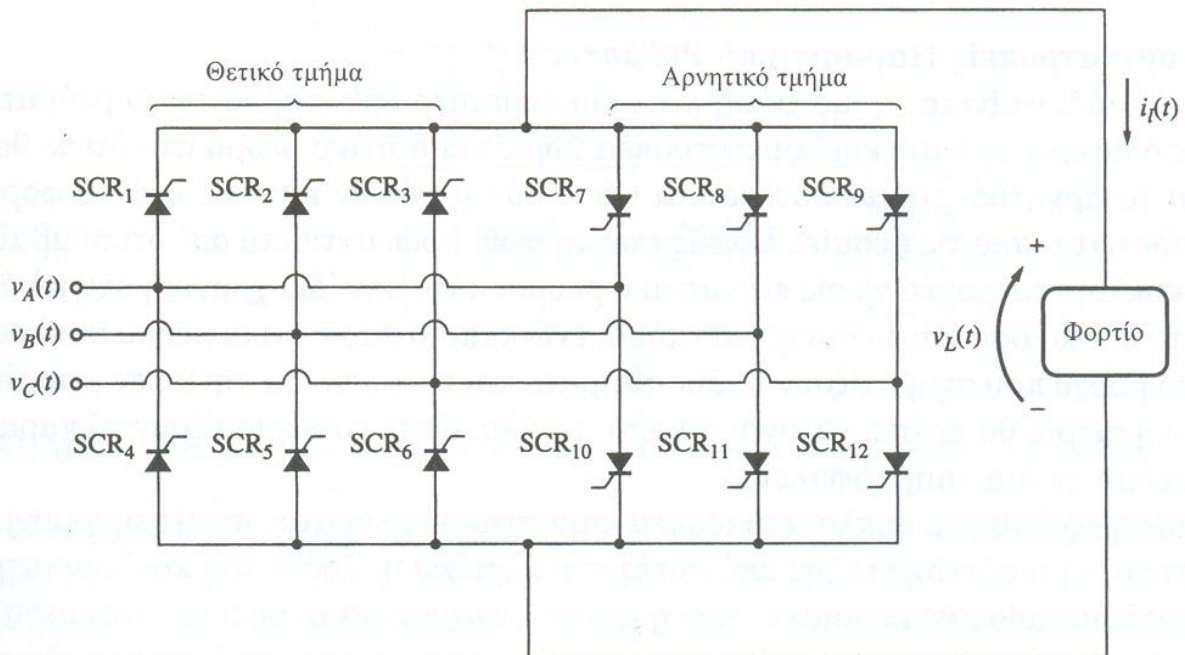 Θετικό τμήμα
Αρνητικό τμήμα
i_l(t)
SCR₁ SCR₂ SCR₃ SCR₇ SCR₈ SCR₉
v_A(t)
v_B(t)
v_C(t)
+
v_L(t)
Φορτίο
−
SCR₄ SCR₅ SCR₆ SCR₁₀ SCR₁₁ SCR₁₂